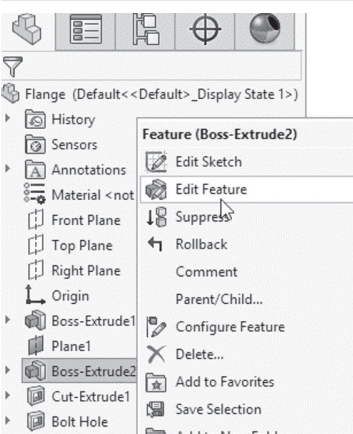 Flange (Default<<Default>_Display State 1>)
History
Sensors
Annotations
Material <not
Front Plane
Top Plane
Right Plane
Origin
Boss-Extrude1
Plane1
Boss-Extrude2
Cut-Extrude1
Bolt Hole
Feature (Boss-Extrude2)
Edit Sketch
Edit Feature
Suppress
Rollback
Comment
Parent/Child...
Configure Feature
Delete...
Add to Favorites
Save Selection